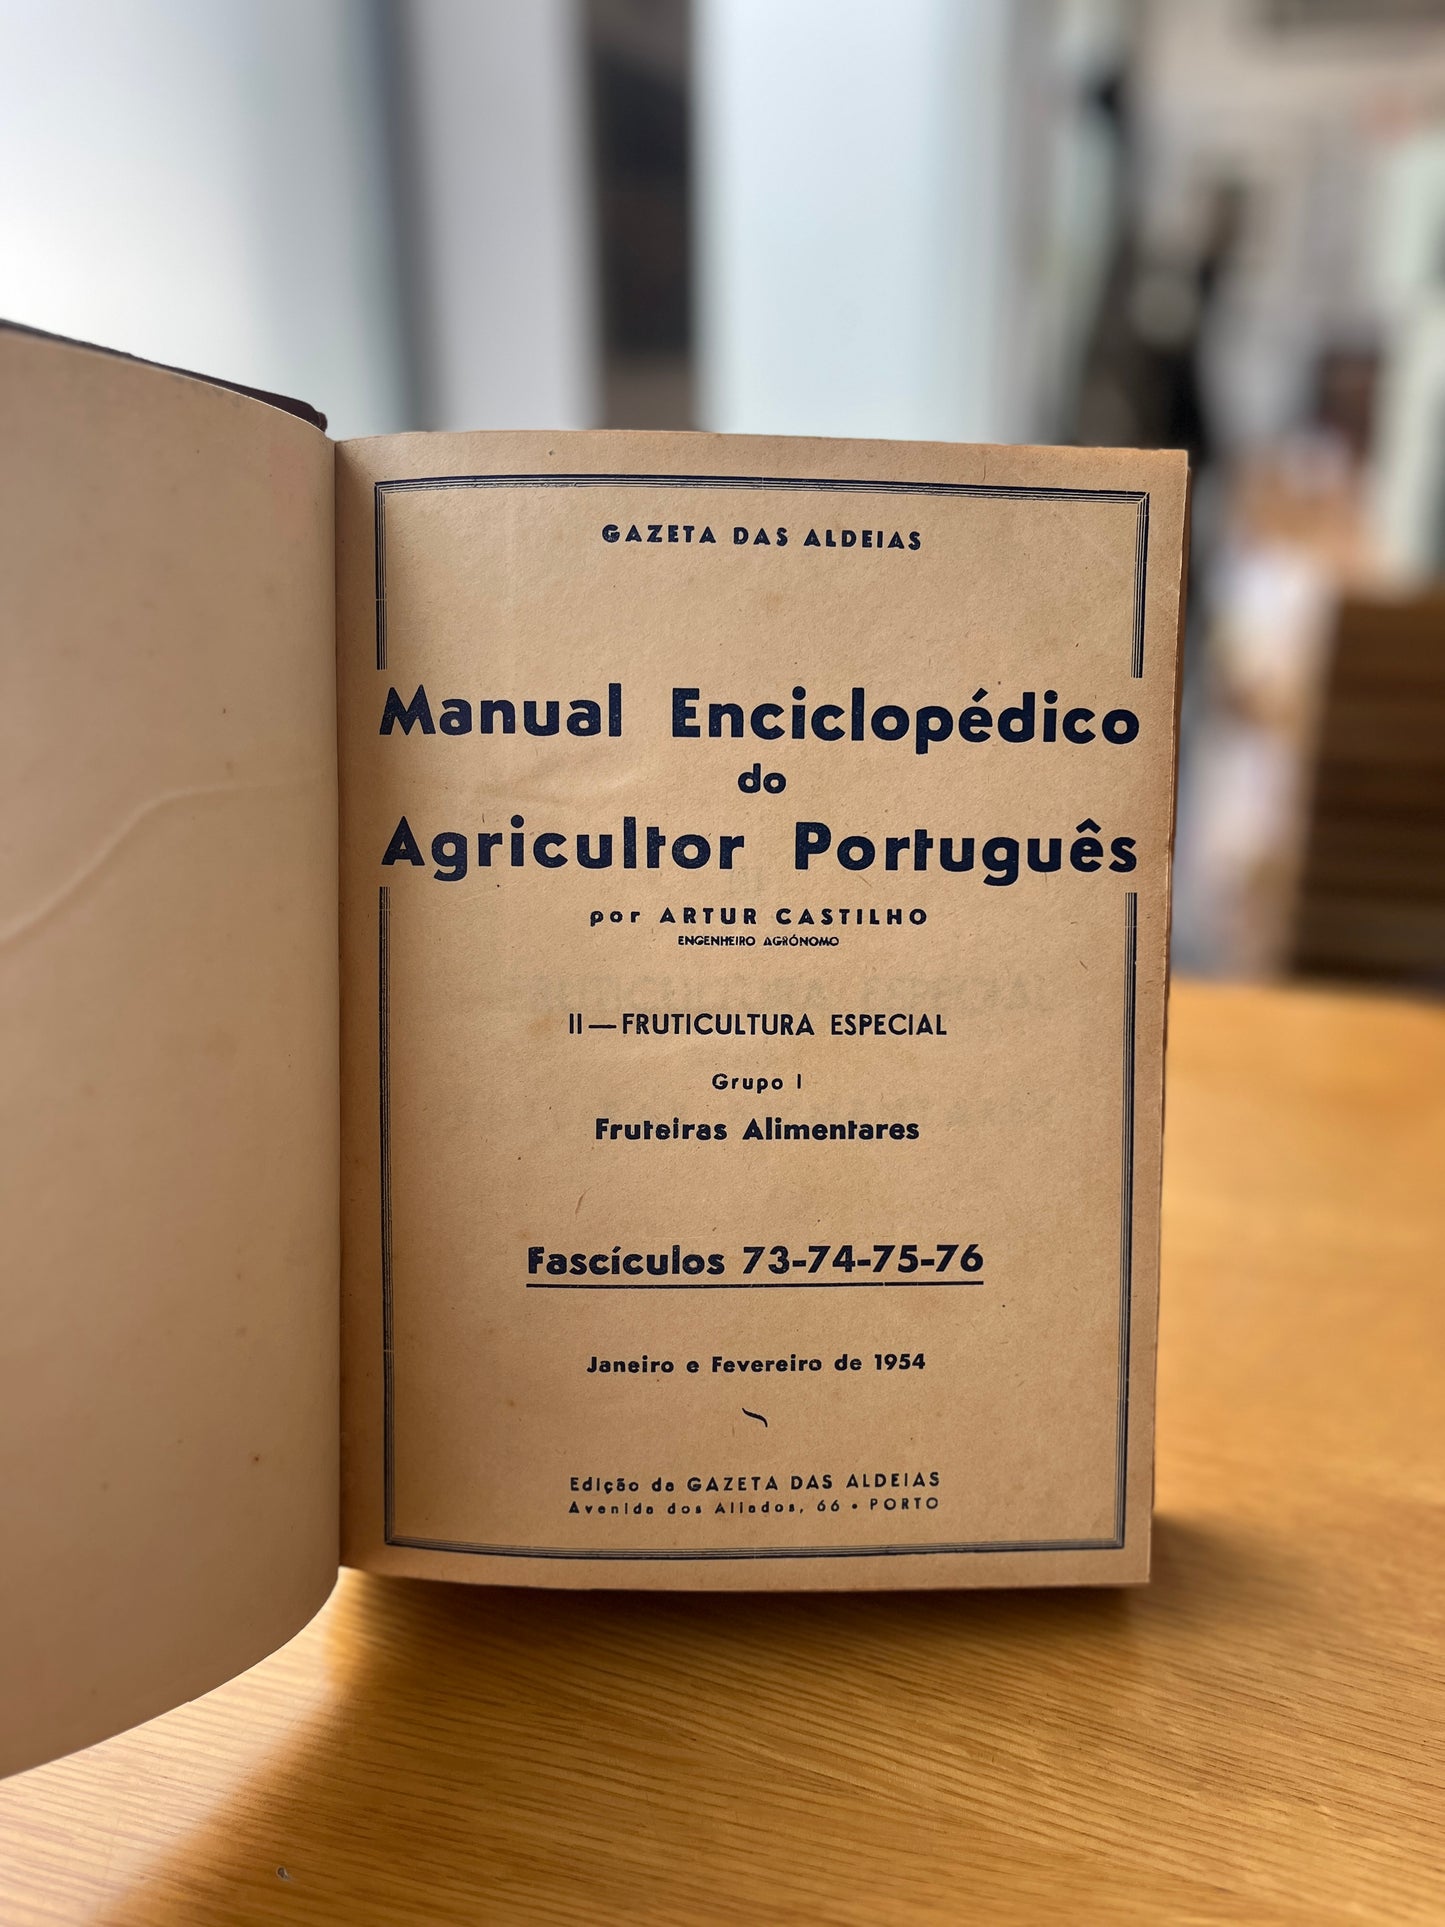 GAZETA DAS ALDEIAS
Manual Enciclopédico
do
Agricultor Português
por ARTUR CASTILHO
ENGENHEIRO AGRÓNOMO
II — FRUTICULTURA ESPECIAL
Grupo I
Fruteiras Alimentares
Fascículos 73-74-75-76
Janeiro e Fevereiro de 1954
Edição da GAZETA DAS ALDEIAS
Avenida dos Aliados, 66 • PORTO